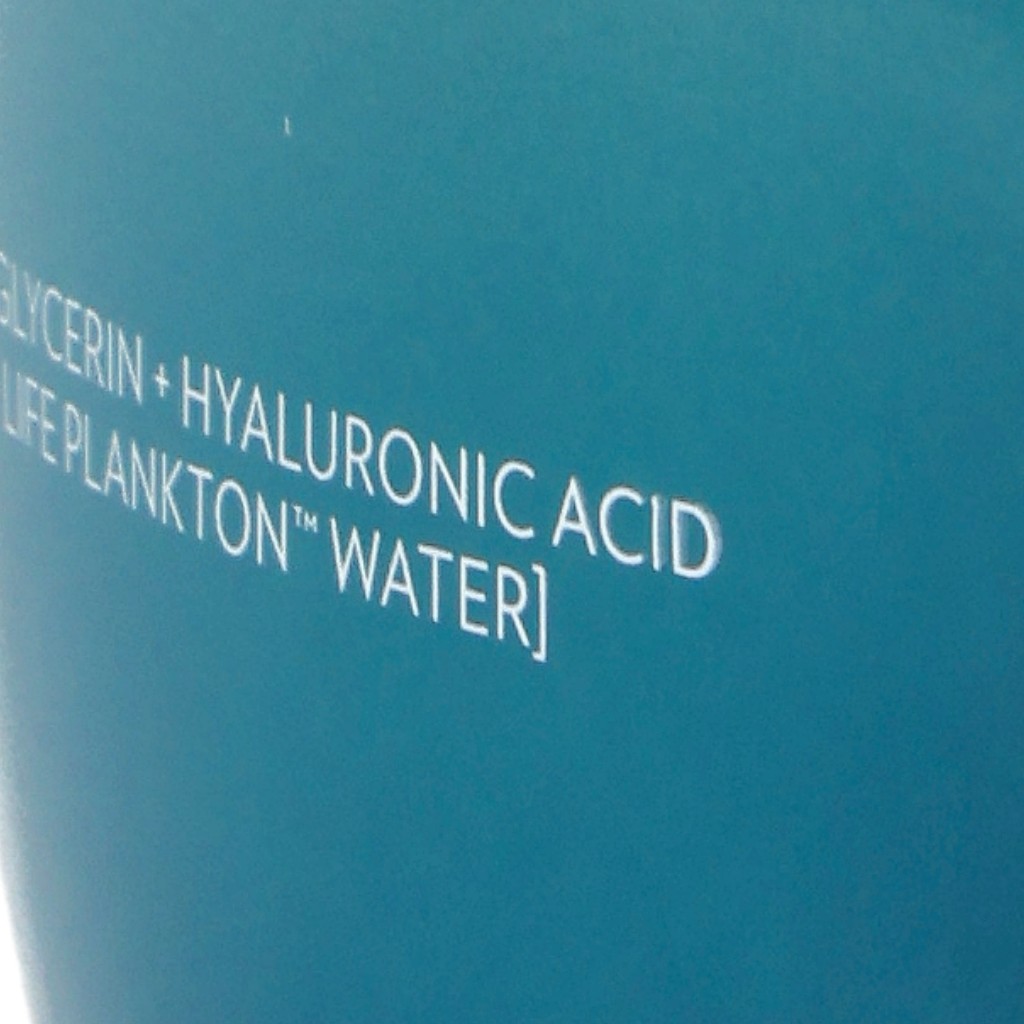 GLYCERIN + HYALURONIC ACID
LIFE PLANKTON™ WATER]